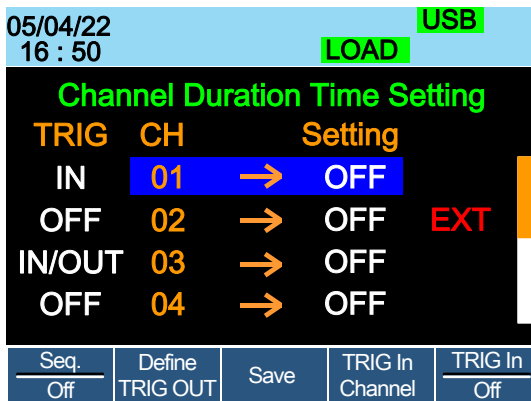 05/04/22 USB
16 : 50 LOAD
Channel Duration Time Setting
TRIG CH Setting
IN 01 → OFF
OFF 02 → OFF EXT
IN/OUT 03 → OFF
OFF 04 → OFF
Seq. Define Save TRIG In TRIG In
Off TRIG OUT Channel Off